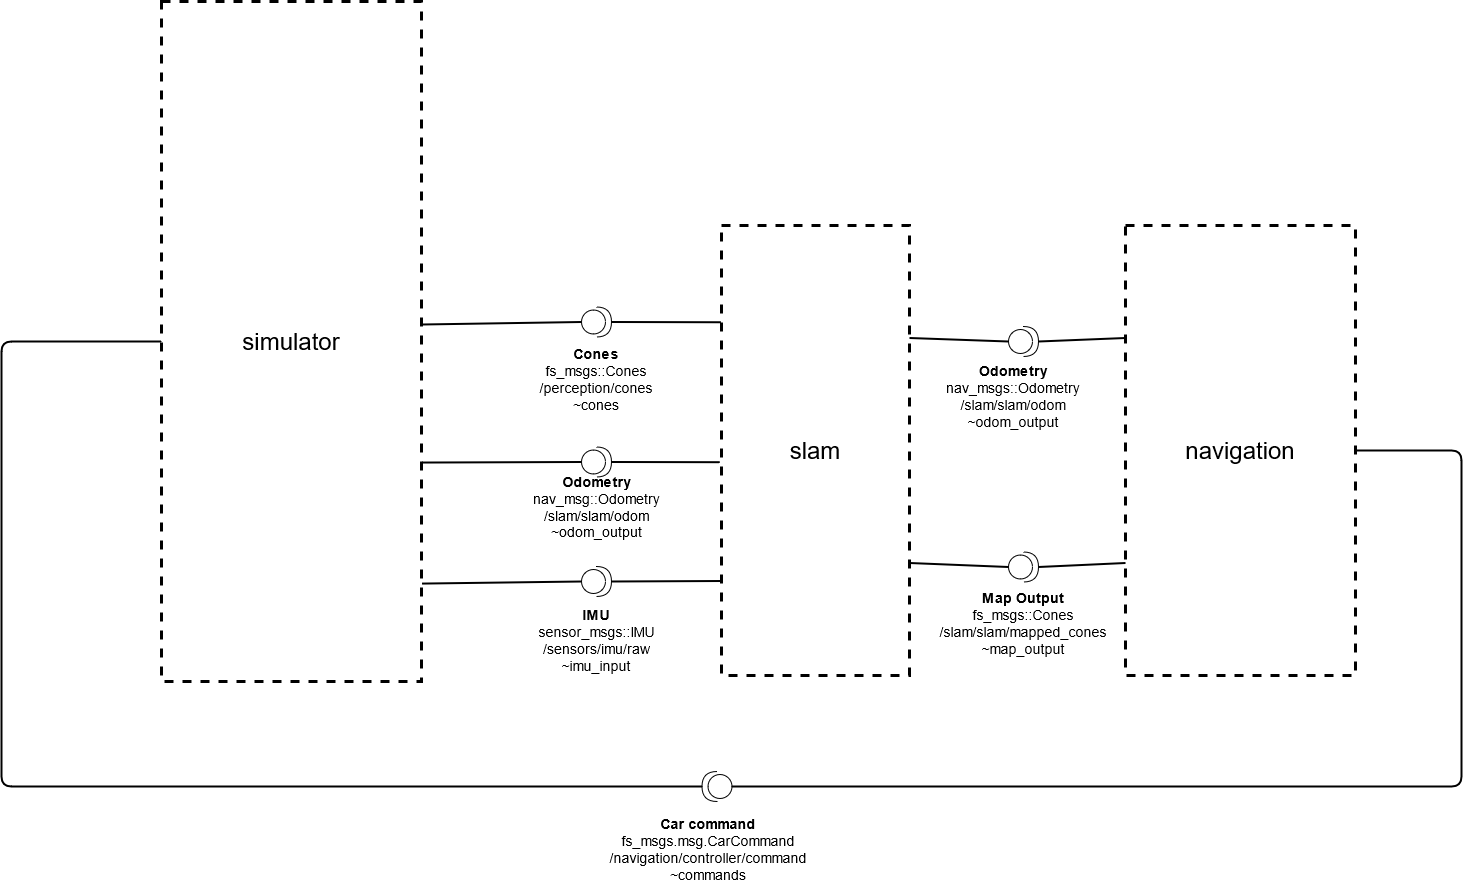 simulator
Cones
fs_msgs::Cones
/perception/cones
~cones
Odometry
nav_msg::Odometry
/slam/slam/odom
~odom_output
IMU
sensor_msgs::IMU
/sensors/imu/raw
~imu_input
slam
Odometry
nav_msgs::Odometry
/slam/slam/odom
~odom_output
Map Output
fs_msgs::Cones
/slam/slam/mapped_cones
~map_output
navigation
Car command
fs_msgs.msg.CarCommand
/navigation/controller/command
~commands